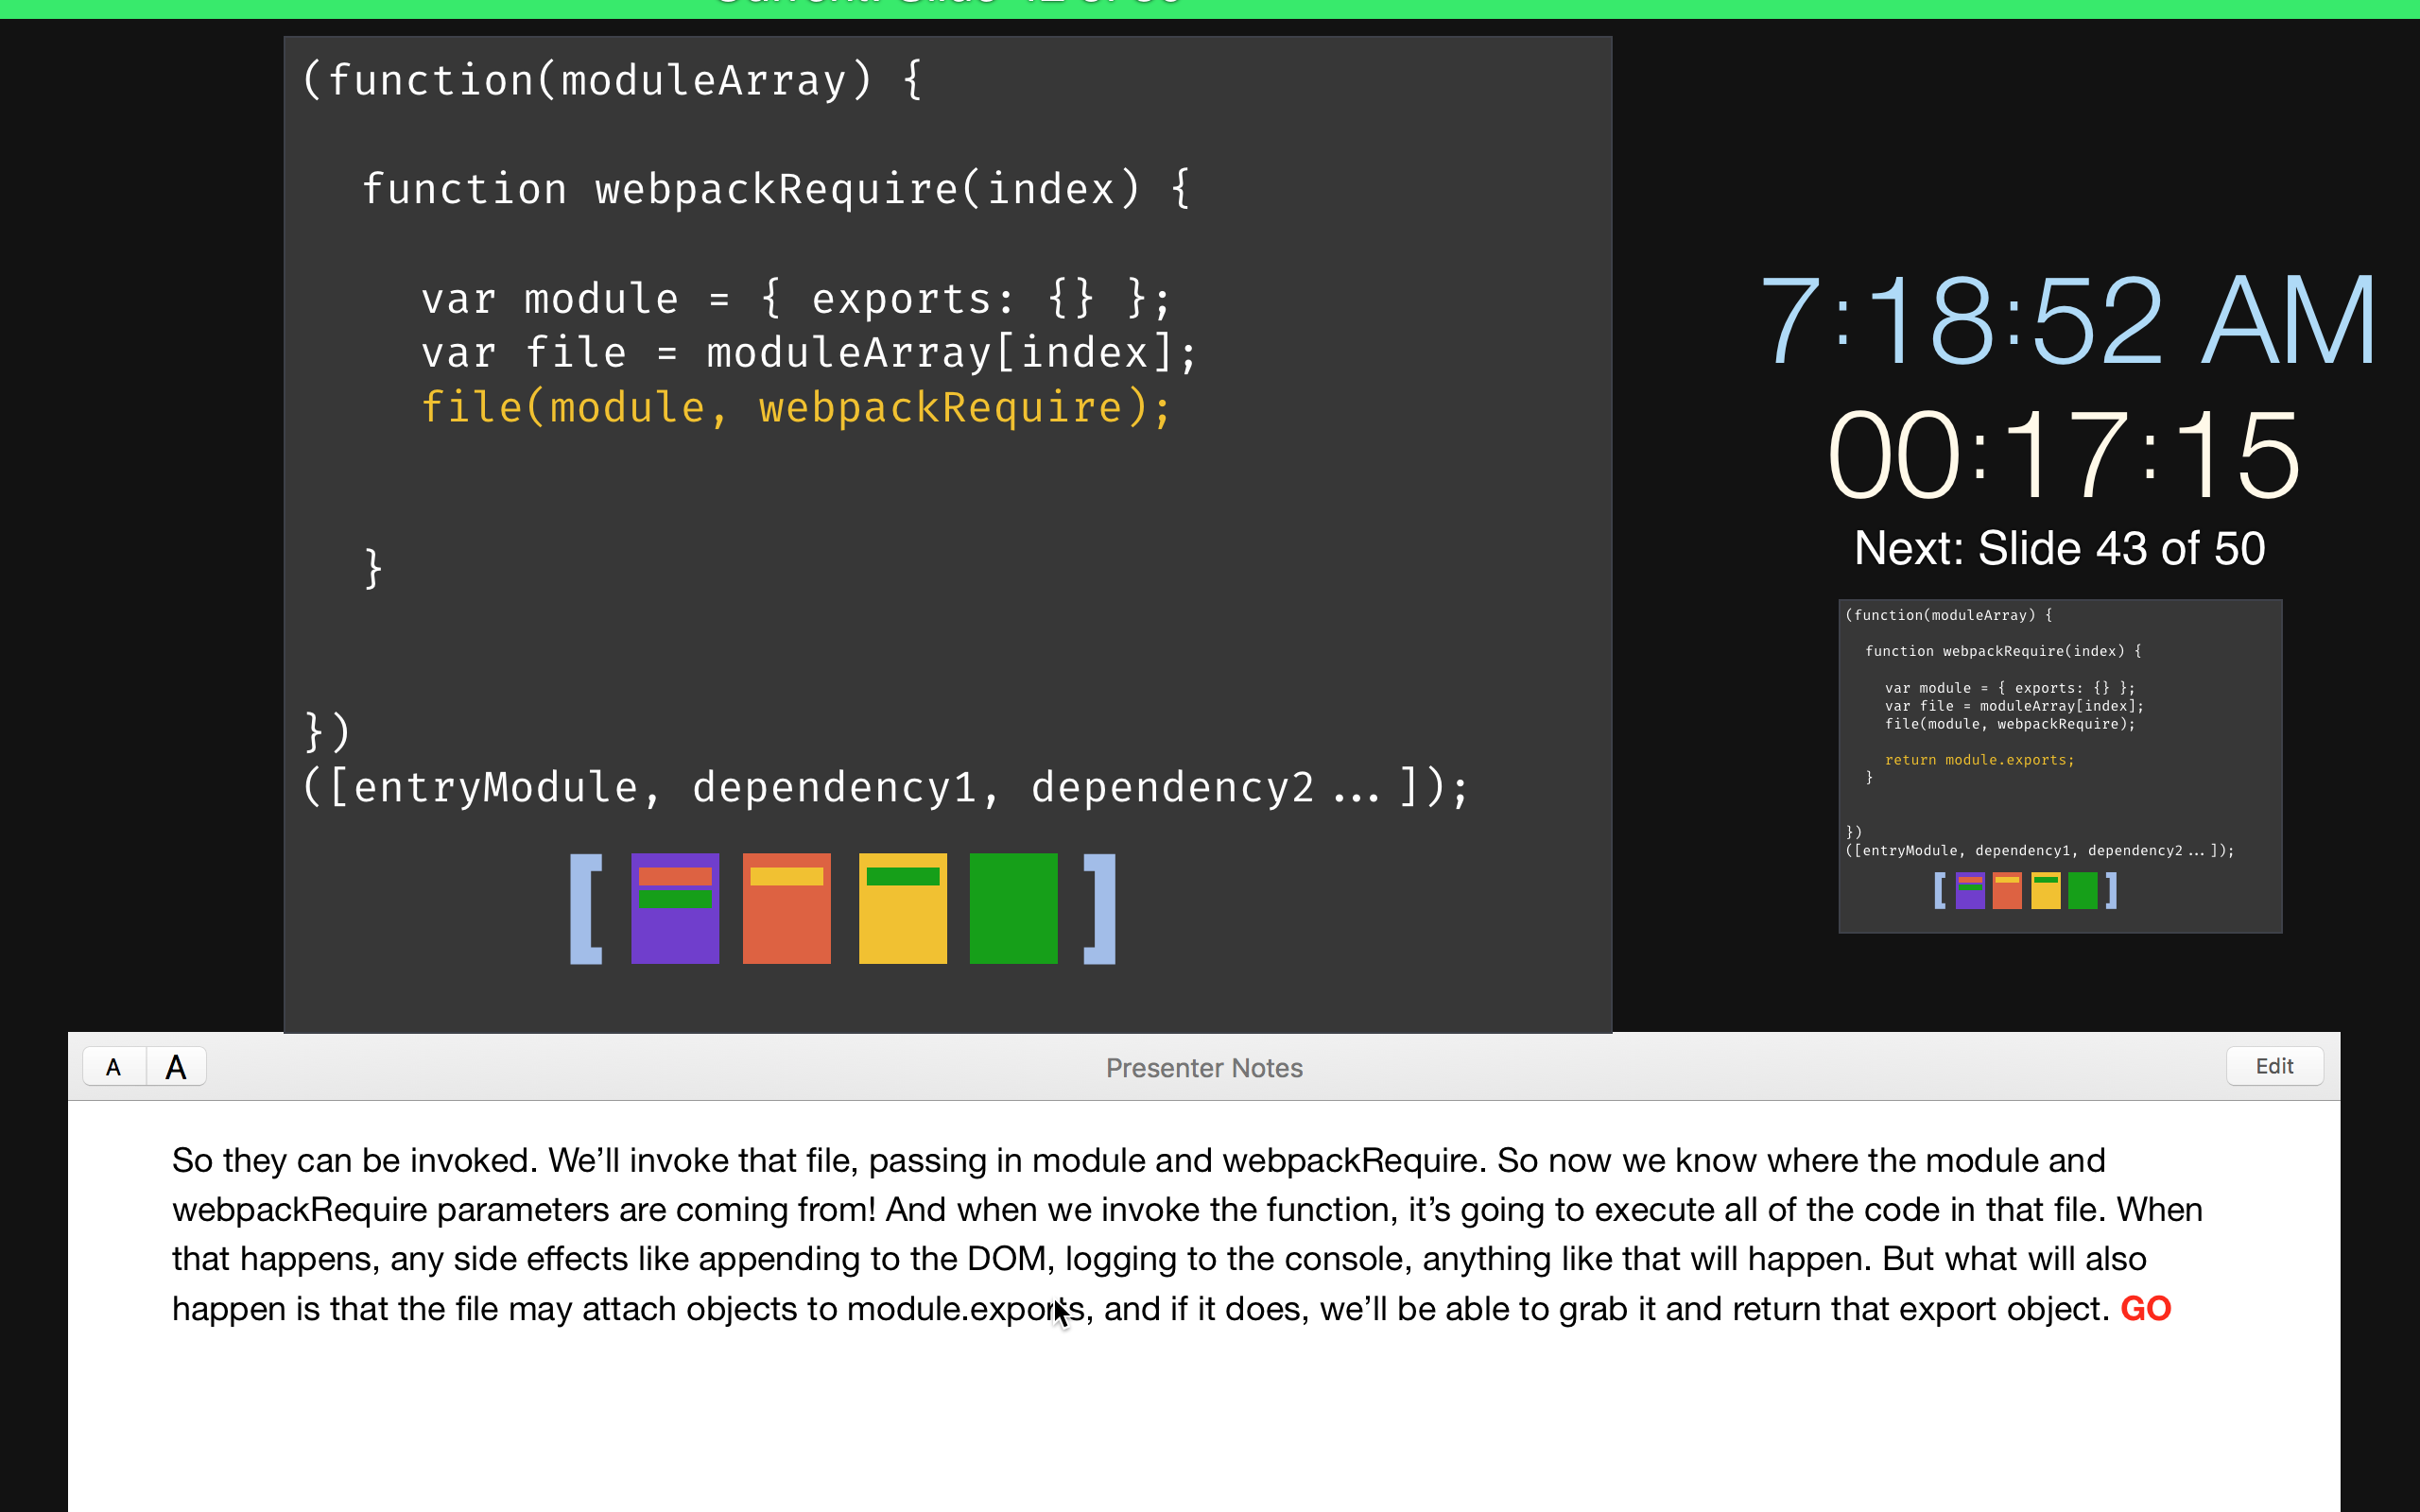 Current: Slide 42 of 50
(function(moduleArray) {
function webpackRequire(index) {
var module = { exports: {} };
var file = moduleArray[index];
file(module, webpackRequire);
}
})
([entryModule, dependency1, dependency2...]);
[ ]
7:18:52 AM
00:17:15
Next: Slide 43 of 50
(function(moduleArray) {
function webpackRequire(index) {
var module = { exports: {} };
var file = moduleArray[index];
file(module, webpackRequire);
return module.exports;
}
})
([entryModule, dependency1, dependency2...]);
[ ]
A A Presenter Notes Edit
So they can be invoked. We’ll invoke that file, passing in module and webpackRequire. So now we know where the module and
webpackRequire parameters are coming from! And when we invoke the function, it’s going to execute all of the code in that file. When
that happens, any side effects like appending to the DOM, logging to the console, anything like that will happen. But what will also
happen is that the file may attach objects to module.exports, and if it does, we’ll be able to grab it and return that export object. GO